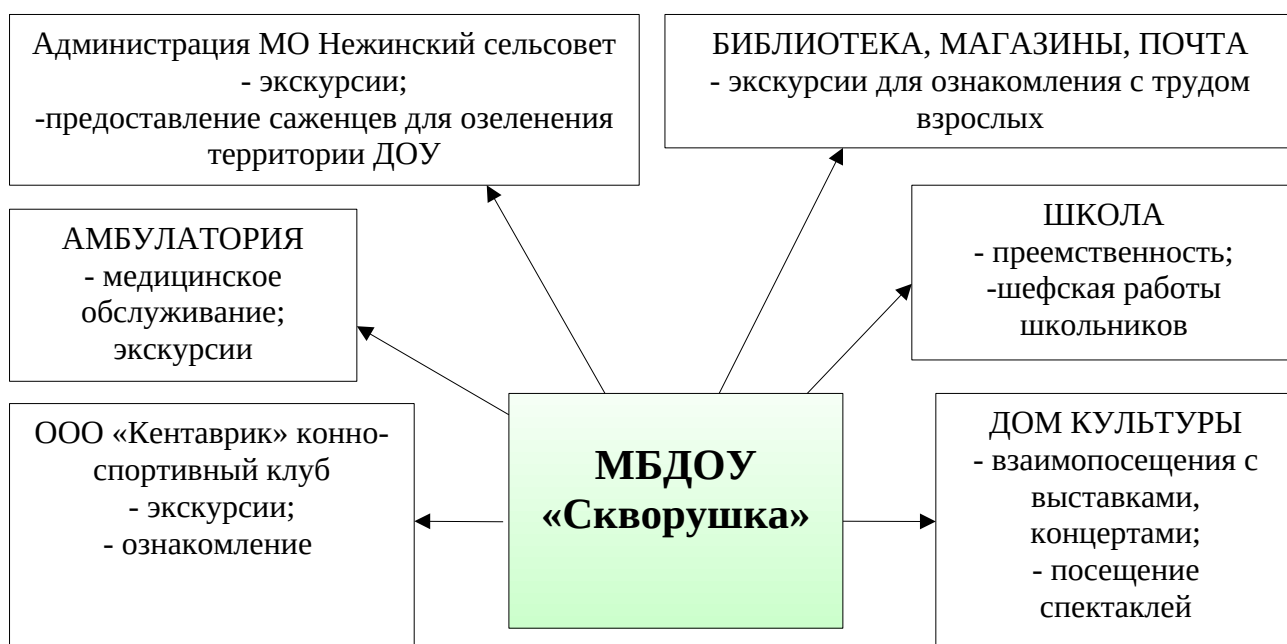 Администрация МО Нежинский сельсовет
- экскурсии;
-предоставление саженцев для озеленения
территории ДОУ
БИБЛИОТЕКА, МАГАЗИНЫ, ПОЧТА
- экскурсии для ознакомления с трудом
взрослых
АМБУЛАТОРИЯ
- медицинское
обслуживание;
экскурсии
ШКОЛА
- преемственность;
-шефская работы
школьников
ООО «Кентаврик» конно-
спортивный клуб
- экскурсии;
- ознакомление
МБДОУ
«Скворушка»
ДОМ КУЛЬТУРЫ
- взаимопосещения с
выставками,
концертами;
- посещение
спектаклей